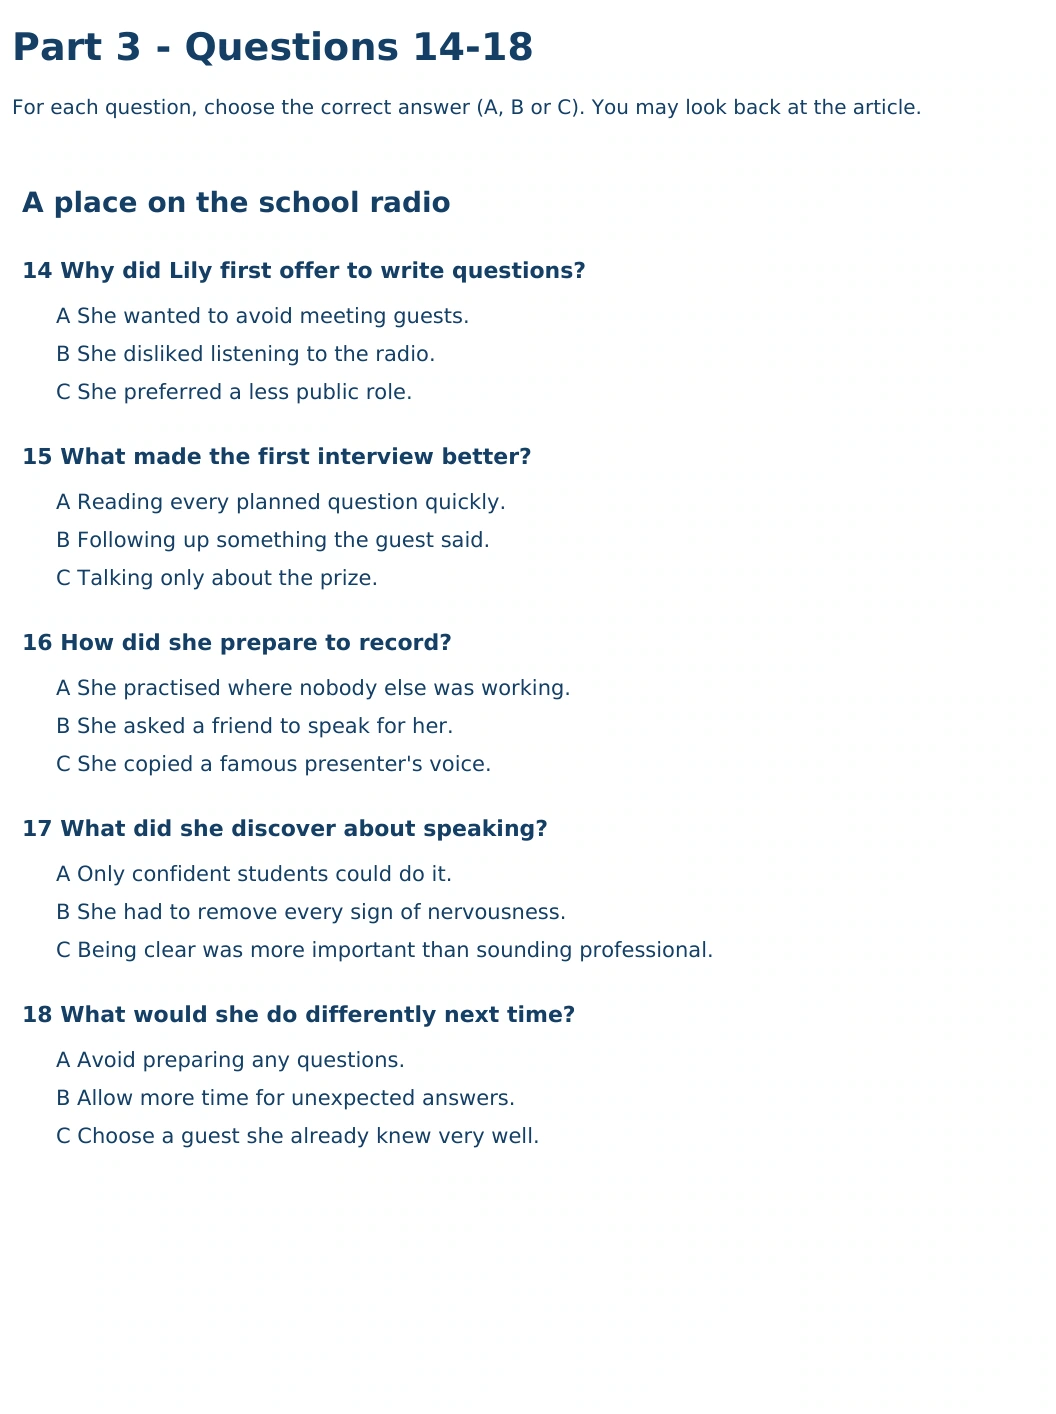 Part 3 - Questions 14-18
For each question, choose the correct answer (A, B or C). You may look back at the article.
A place on the school radio
14 Why did Lily first offer to write questions?
A She wanted to avoid meeting guests.
B She disliked listening to the radio.
C She preferred a less public role.
15 What made the first interview better?
A Reading every planned question quickly.
B Following up something the guest said.
C Talking only about the prize.
16 How did she prepare to record?
A She practised where nobody else was working.
B She asked a friend to speak for her.
C She copied a famous presenter's voice.
17 What did she discover about speaking?
A Only confident students could do it.
B She had to remove every sign of nervousness.
C Being clear was more important than sounding professional.
18 What would she do differently next time?
A Avoid preparing any questions.
B Allow more time for unexpected answers.
C Choose a guest she already knew very well.